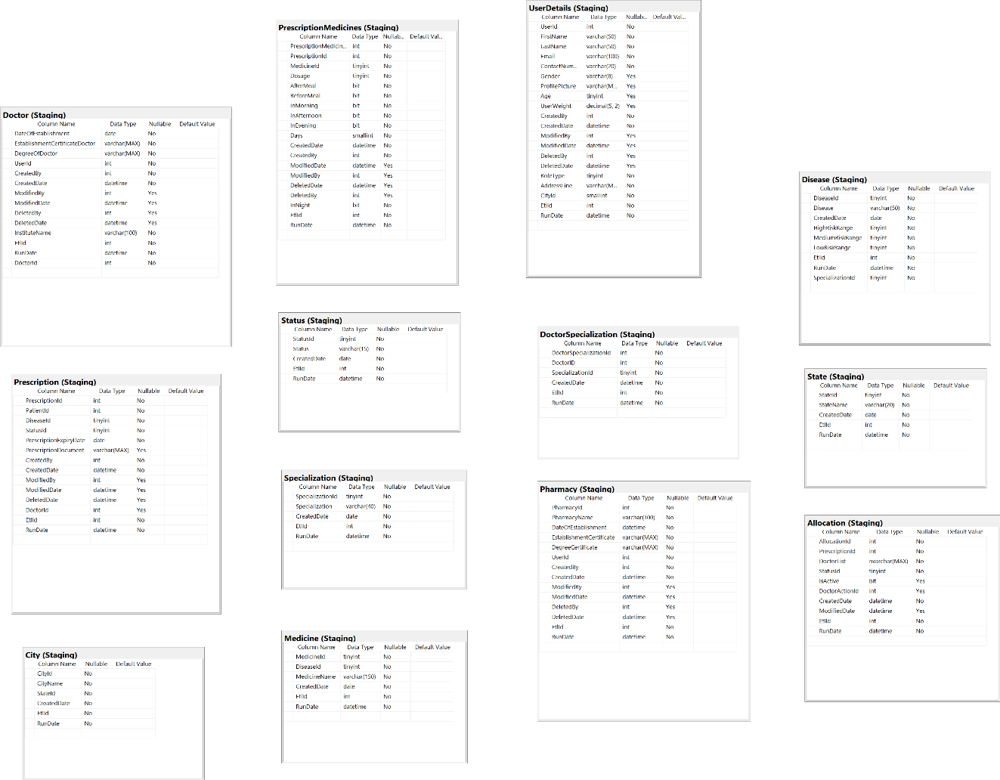 Doctor (Staging)
Column Name Data Type Nullable Default Value
DateOfEstablishment date No
EstablishmentCertificateDoctor varchar(MAX) No
DegreeOfDoctor varchar(MAX) No
UserId int No
CreatedBy int No
CreatedDate datetime No
ModifiedBy int Yes
ModifiedDate datetime Yes
DeletedBy int Yes
DeletedDate datetime Yes
InstituteName varchar(100) No
EtlId int No
RunDate datetime No
DoctorId int No
Prescription (Staging)
Column Name Data Type Nullable Default Value
PrescriptionId int No
PatientId int No
DiseaseId tinyint No
StatusId tinyint No
PrescriptionExpiryDate date No
PrescriptionDocument varchar(MAX) Yes
CreatedBy int No
CreatedDate datetime No
ModifiedBy int Yes
ModifiedDate datetime Yes
DeletedDate datetime Yes
DoctorId int Yes
EtlId int No
RunDate datetime No
City (Staging)
Column Name Nullable Default Value
CityId No
CityName No
StateId No
CreatedDate No
EtlId No
RunDate No
PrescriptionMedicines (Staging)
Column Name Data Type Nullab... Default Val...
PrescriptionMedicin... int No
PrescriptionId int No
MedicineId tinyint No
Dosage tinyint No
AfterMeal bit No
BeforeMeal bit No
InMorning bit No
InAfternoon bit No
InEvening bit No
Days smallint No
CreatedDate datetime No
CreatedBy int No
ModifiedDate datetime Yes
ModifiedBy int Yes
DeletedDate datetime Yes
DeletedBy int Yes
InNight bit No
EtlId int No
RunDate datetime No
Status (Staging)
Column Name Data Type Nullable Default Value
StatusId tinyint No
Status varchar(15) No
CreatedDate date No
EtlId int No
RunDate datetime No
Specialization (Staging)
Column Name Data Type Nullable Default Value
SpecializationId tinyint No
Specialization varchar(40) No
CreatedDate date No
EtlId int No
RunDate datetime No
Medicine (Staging)
Column Name Data Type Nullable Default Value
MedicineId tinyint No
DiseaseId tinyint No
MedicineName varchar(150) No
CreatedDate date No
EtlId int No
RunDate datetime No
UserDetails (Staging)
Column Name Data Type Nullab... Default Val...
UserId int No
FirstName varchar(50) No
LastName varchar(50) No
Email varchar(100) No
ContactNum... varchar(20) No
Gender varchar(8) Yes
ProfilePicture varchar(M... Yes
Age tinyint Yes
UserWeight decimal(5, 2) Yes
CreatedBy int No
CreatedDate datetime No
ModifiedBy int Yes
ModifiedDate datetime Yes
DeletedBy int Yes
DeletedDate datetime Yes
RoleType tinyint No
AddressLine varchar(M... No
CityId smallint No
EtlId int No
RunDate datetime No
DoctorSpecialization (Staging)
Column Name Data Type Nullable Default Value
DoctorSpecializationId int No
DoctorID int No
SpecializationId tinyint No
CreatedDate datetime No
EtlId int No
RunDate datetime No
Pharmacy (Staging)
Column Name Data Type Nullable Default Value
PharmacyId int No
PharmacyName varchar(100) No
DateOfEstablishment datetime No
EstablishmentCertificate varchar(MAX) No
DegreeCertificate varchar(MAX) No
UserId int No
CreatedBy int No
CreatedDate datetime No
ModifiedBy int Yes
ModifiedDate datetime Yes
DeletedBy int Yes
DeletedDate datetime Yes
EtlId int No
RunDate datetime No
Disease (Staging)
Column Name Data Type Nullable Default Value
DiseaseId tinyint No
Disease varchar(50) No
CreatedDate date No
HighRiskRange tinyint No
MediumRiskRange tinyint No
LowRiskRange tinyint No
EtlId int No
RunDate datetime No
SpecializationId tinyint No
State (Staging)
Column Name Data Type Nullable Default Value
StateId tinyint No
StateName varchar(20) No
CreatedDate date No
EtlId int No
RunDate datetime No
Allocation (Staging)
Column Name Data Type Nullable Default Value
AllocationId int No
PrescriptionId int No
DoctorList nvarchar(MAX) No
StatusId tinyint No
IsActive bit Yes
DoctorActionId int Yes
CreatedDate datetime No
ModifiedDate datetime Yes
EtlId int No
RunDate datetime No